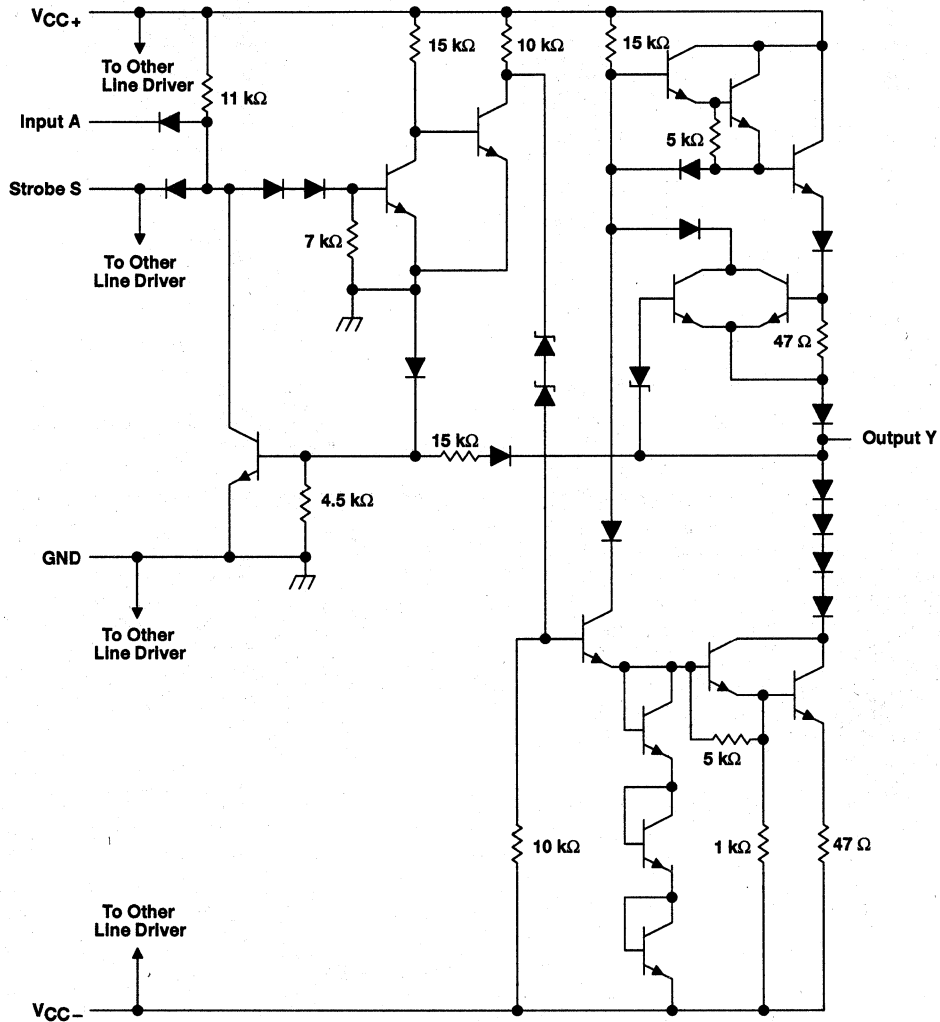 VCC+
15 kΩ
10 kΩ
15 kΩ
To Other
Line Driver
11 kΩ
Input A
5 kΩ
Strobe S
7 kΩ
To Other
Line Driver
47 Ω
15 kΩ
Output Y
4.5 kΩ
GND
To Other
Line Driver
5 kΩ
10 kΩ
1 kΩ
47 Ω
To Other
Line Driver
VCC−